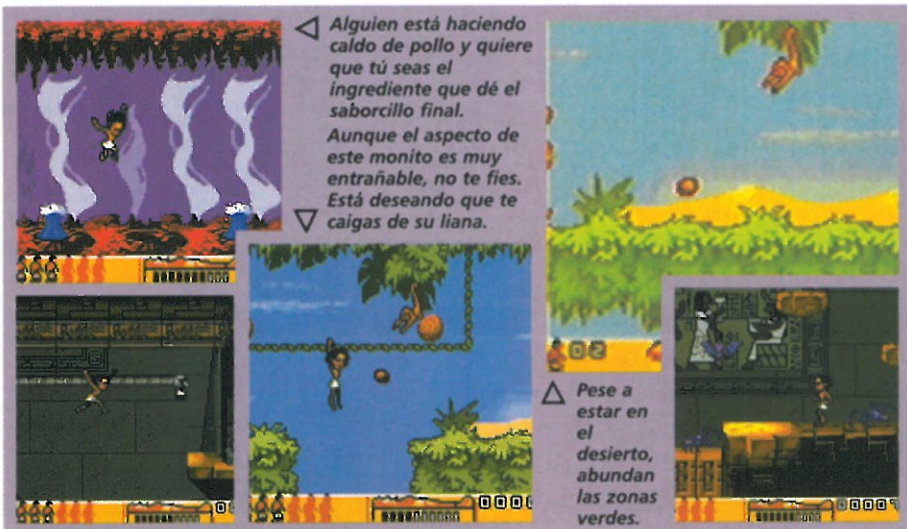 Alguien está haciendo
caldo de pollo y quiere
que tú seas el
ingrediente que dé el
saborcillo final.
Aunque el aspecto de
este monito es muy
entrañable, no te fies.
Está deseando que te
caigas de su liana.
02
Pese a
estar en
el
desierto,
abundan
las zonas
verdes.